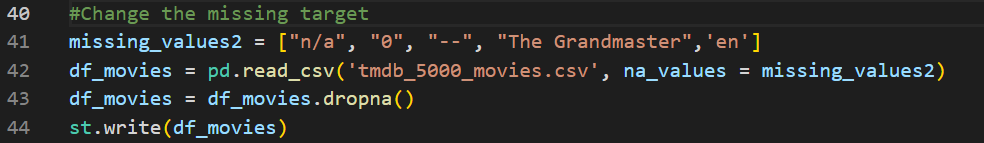 40 #Change the missing target
41 missing_values2 = ["n/a", "0", "--", "The Grandmaster",'en']
42 df_movies = pd.read_csv('tmdb_5000_movies.csv', na_values = missing_values2)
43 df_movies = df_movies.dropna()
44 st.write(df_movies)